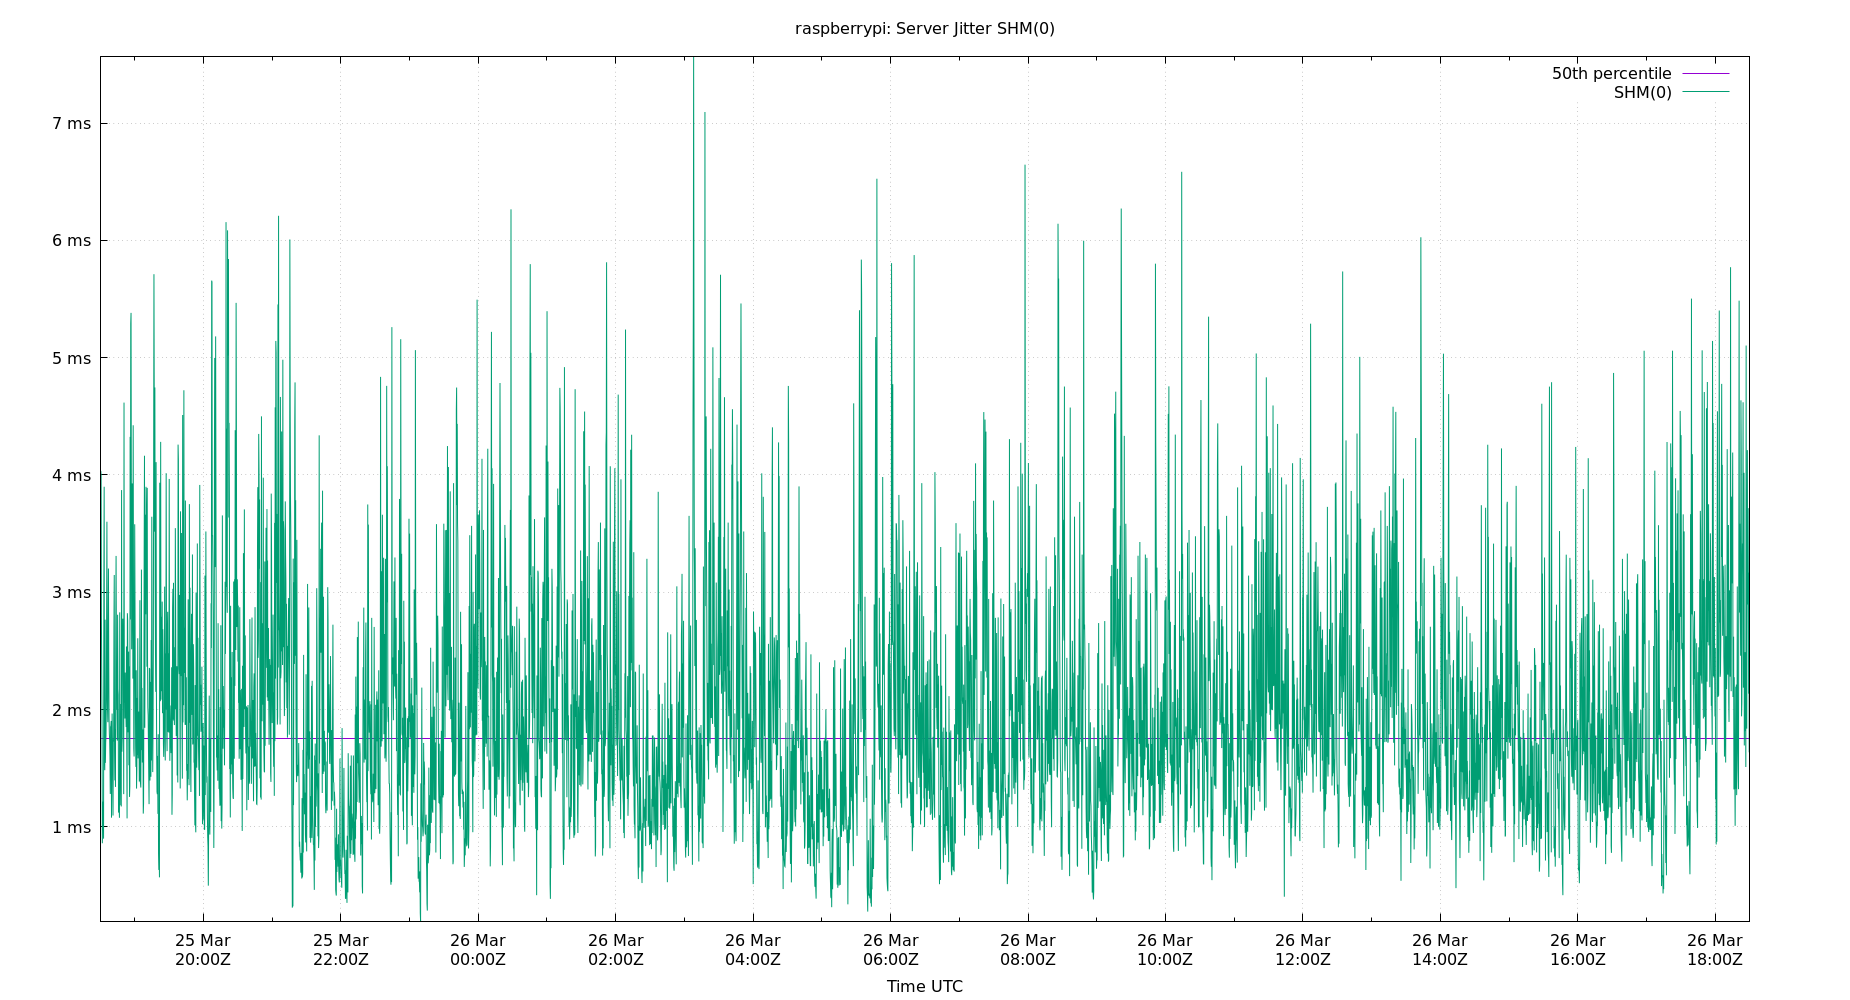 raspberrypi: Server Jitter SHM(0)
50th percentile
SHM(0)
7 ms
6 ms
5 ms
4 ms
3 ms
2 ms
1 ms
25 Mar 25 Mar 26 Mar 26 Mar 26 Mar 26 Mar 26 Mar 26 Mar 26 Mar 26 Mar 26 Mar 26 Mar
20:00Z 22:00Z 00:00Z 02:00Z 04:00Z 06:00Z 08:00Z 10:00Z 12:00Z 14:00Z 16:00Z 18:00Z
Time UTC